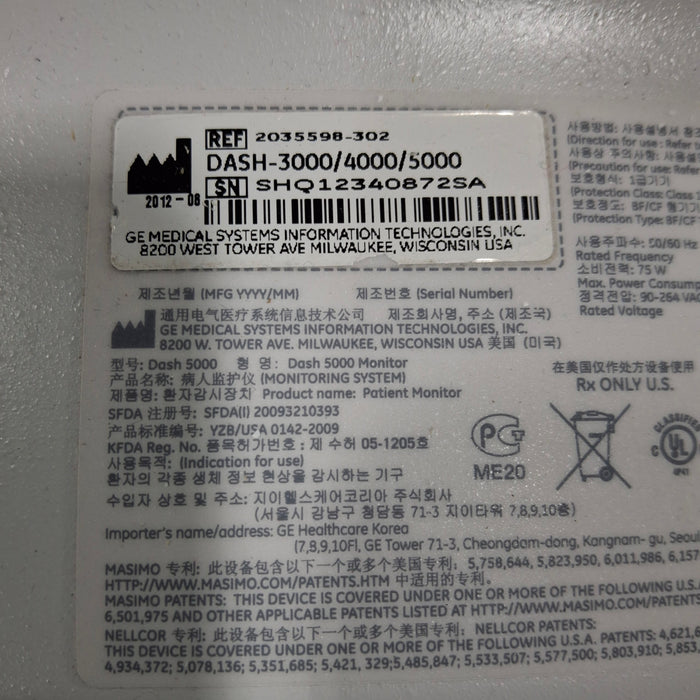 REF 2035598-302
DASH-3000/4000/5000
SN SHQ12340872SA
2012-08
GE MEDICAL SYSTEMS INFORMATION TECHNOLOGIES, INC.
8200 WEST TOWER AVE MILWAUKEE, WISCONSIN USA
사용방법: 사용설명서 참
(Direction for use: Refer t
사용상 주의사항: 사용설
(Precaution for use: Refer
보호형식: 1급기기
(Protection Class: Class
보호정도: BF/CF 형기기
(Protection Type: BF/CF
사용주파수: 50/60 Hz
Rated Frequency
소비전력: 75 W
Max. Power Consump
정격전압: 90-264 VA
Rated Voltage
제조년월 (MFG YYYY/MM) 제조번호 (Serial Number)
通用电气医疗系统信息技术公司 제조회사명, 주소 (제조국)
GE MEDICAL SYSTEMS INFORMATION TECHNOLOGIES, INC.
8200 W. TOWER AVE. MILWAUKEE, WISCONSIN USA 美国 (미국)
型号: Dash 5000 형 명: Dash 5000 Monitor
产品名称: 病人监护仪 (MONITORING SYSTEM)
제품명: 환자감시장치 Product name: Patient Monitor
SFDA 注册号: SFDA(I) 20093210393
产品标准编号: YZB/USA 0142-2009
KFDA Reg. No. 품목허가번호 : 제 수허 05-1205호
사용목적: (Indication for use)
환자의 각종 생체 정보 현상을 감시하는 기구
在美国仅作处方设备使用
Rx ONLY U.S.
PC
ME20
CLASSIFIED
UL
수입자 상호 및 주소: 지이헬스케어코리아 주식회사
(서울시 강남구 청담동 71-3 지이타워 7,8,9,10층)
Importer's name/address: GE Healthcare Korea
(7,8,9,10Fl), GE Tower 71-3, Cheongdam-dong, Kangnam- gu, Seoul
MASIMO 专利: 此设备包含以下一个或多个美国专利: 5,758,644, 5,823,950, 6,011,986, 6,157
HTTP://WWW.MASIMO.COM/PATENTS.HTM 中适用的专利.
MASIMO PATENTS: THIS DEVICE IS COVERED UNDER ONE OR MORE OF THE FOLLOWING U.S.
6,501,975 AND OTHER APPLICABLE PATENTS LISTED AT HTTP://WWW.MASIMO.COM/PATENTS
NELLCOR 专利: 此设备包含以下一个或多个美国专利: NELLCOR PATENTS:
THIS DEVICE IS COVERED UNDER ONE OR MORE OF THE FOLLOWING U.S.A. PATENTS: 4,621,6
4,934,372; 5,078,136; 5,351,685; 5,421, 329;5,485,847; 5,533,507; 5,577,500; 5,803,910; 5,853,